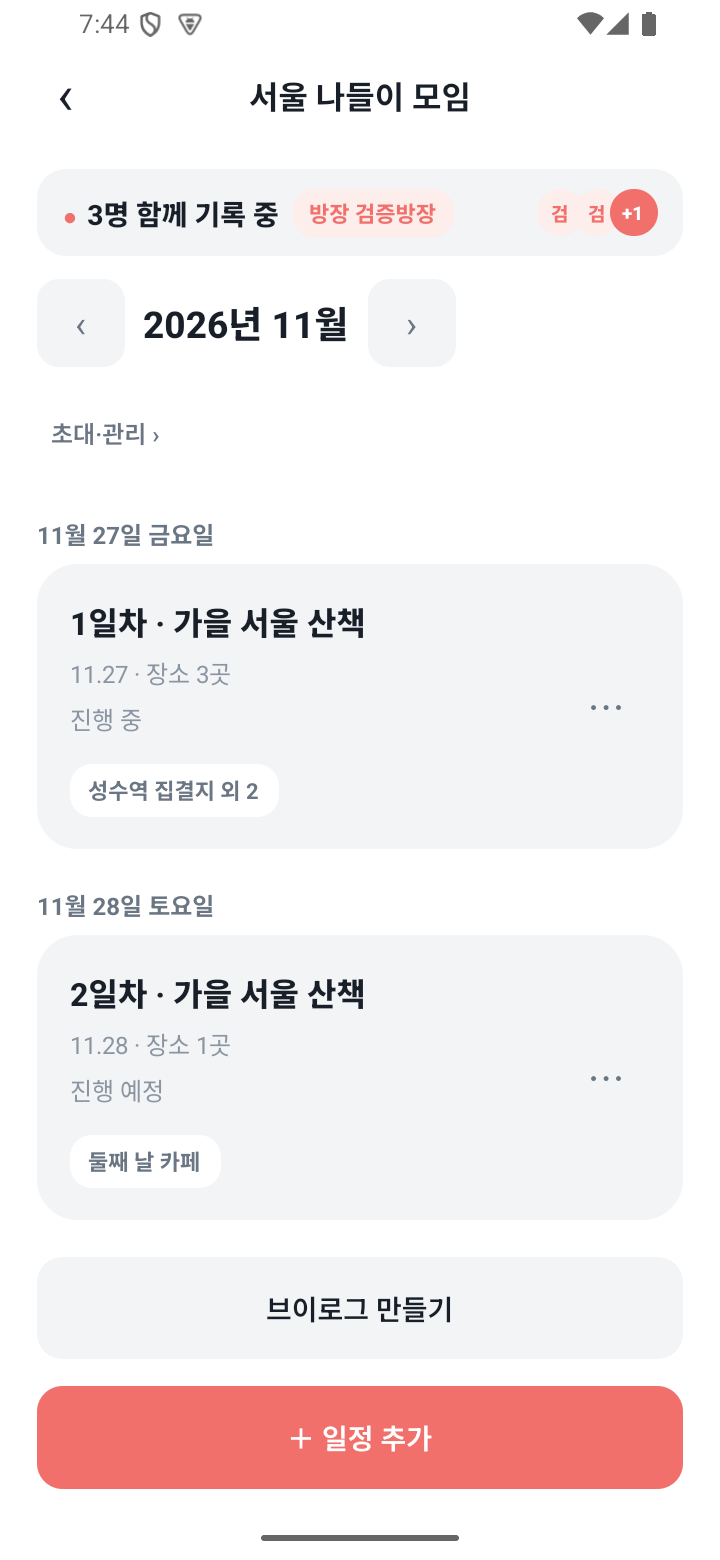 7:44
‹ 서울 나들이 모임
3명 함께 기록 중 방장 검증방장 검 검 +1
‹ 2026년 11월 ›
초대·관리 ›
11월 27일 금요일
1일차 · 가을 서울 산책
11.27 · 장소 3곳
진행 중
성수역 집결지 외 2
11월 28일 토요일
2일차 · 가을 서울 산책
11.28 · 장소 1곳
진행 예정
둘째 날 카페
브이로그 만들기
+ 일정 추가